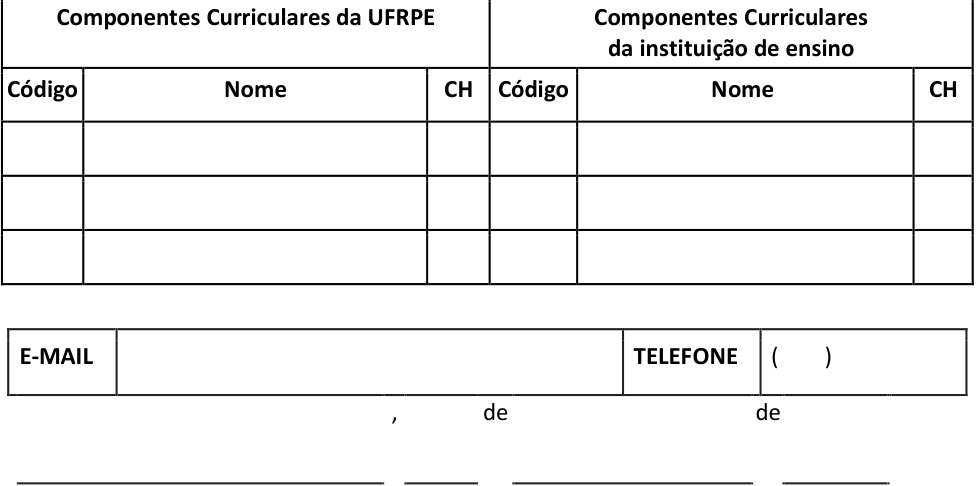 Componentes Curriculares da UFRPE
Componentes Curriculares
da instituição de ensino
Código Nome CH Código Nome CH
E-MAIL TELEFONE ( )
, de de